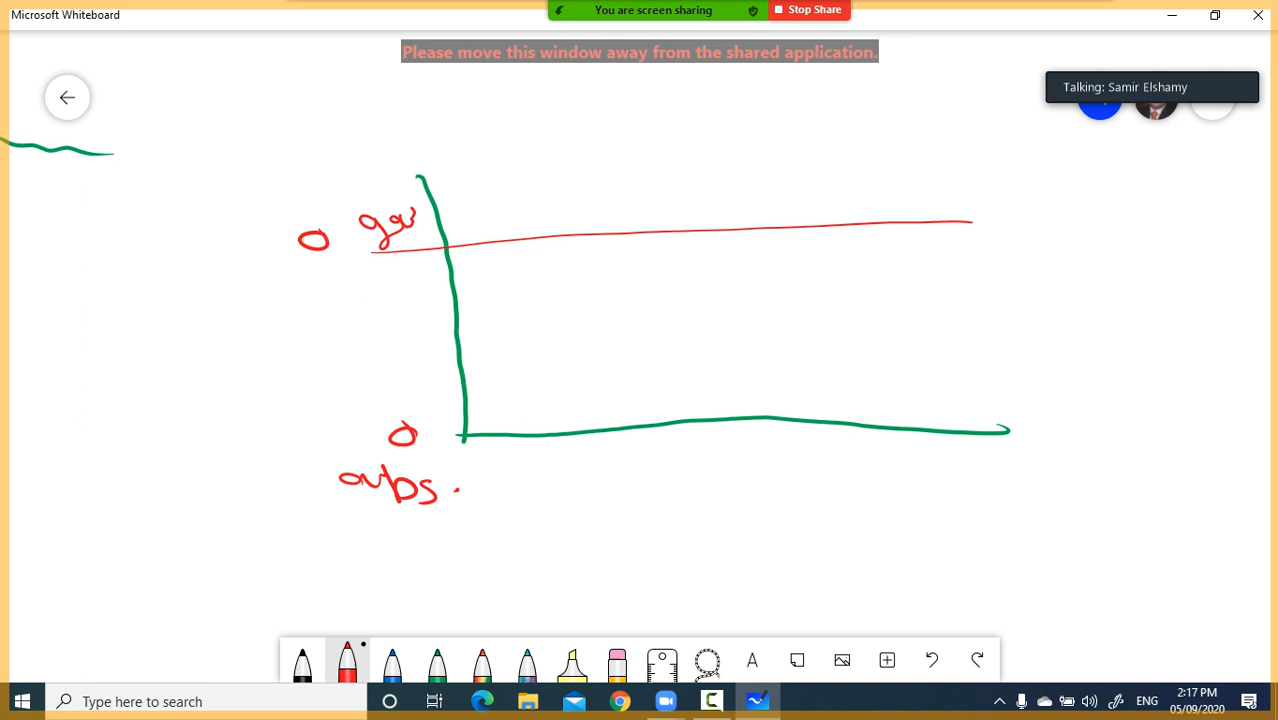 You are screen sharing
Stop Share
Microsoft Whiteboard
Please move this window away from the shared application.
Talking: Samir Elshamy
0
0
abs.
A
Type here to search
ENG
2:17 PM
05/09/2020